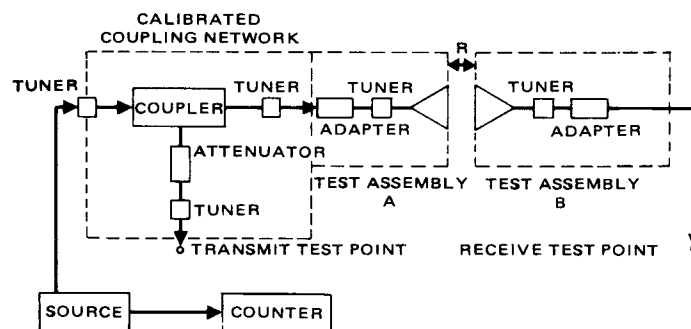 CALIBRATED
COUPLING NETWORK
R
TUNER
TUNER
TUNER
TUNER
COUPLER
ADAPTER
ADAPTER
ATTENUATOR
TEST ASSEMBLY
A
TEST ASSEMBLY
B
TUNER
TRANSMIT TEST POINT
RECEIVE TEST POINT
SOURCE
COUNTER